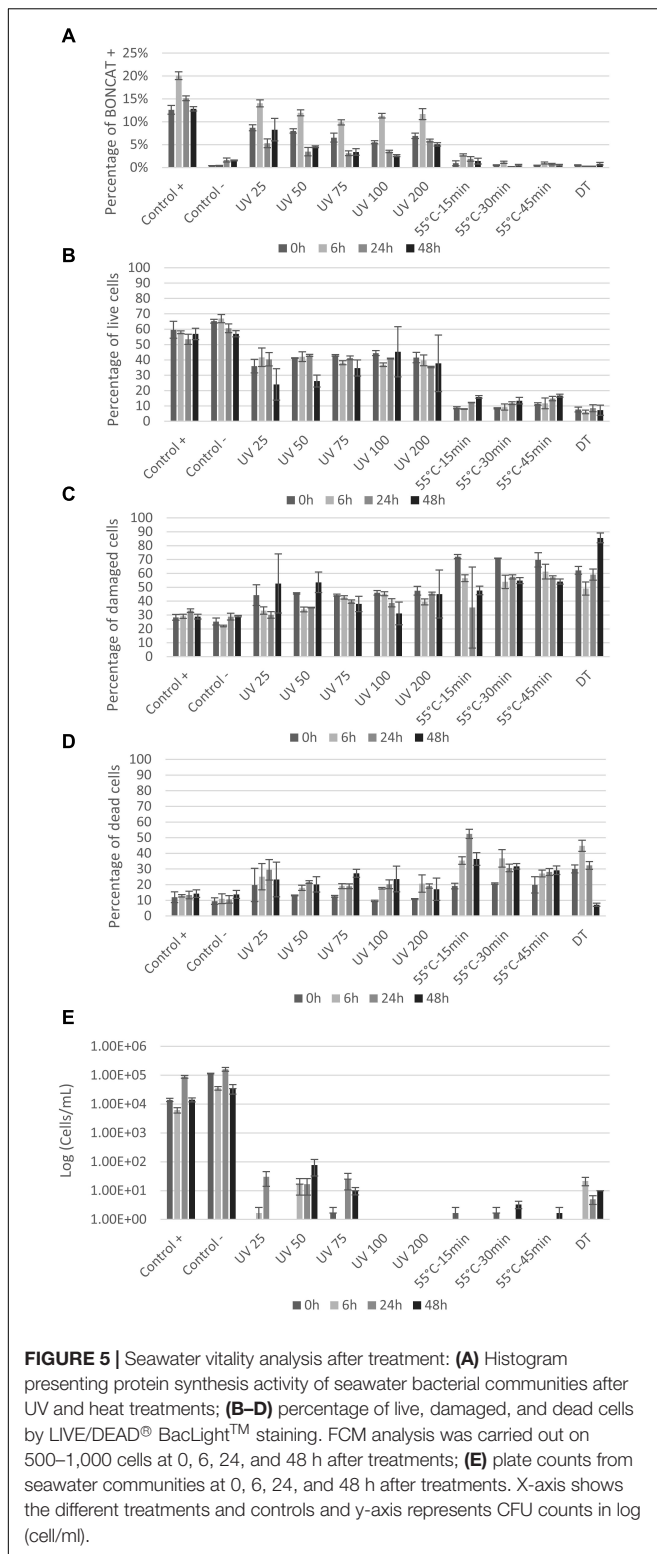 A
Percentage of BONCAT +
25%
20%
15%
10%
5%
0%
Control +
Control -
UV 25
UV 50
UV 75
UV 100
UV 200
55°C-15min
55°C-30min
55°C-45min
DT
0h 6h 24h 48h
B
Percentage of live cells
100
90
80
70
60
50
40
30
20
10
0
Control +
Control -
UV 25
UV 50
UV 75
UV 100
UV 200
55°C-15min
55°C-30min
55°C-45min
DT
0h 6h 24h 48h
C
Percentage of damaged cells
100
90
80
70
60
50
40
30
20
10
0
Control +
Control -
UV 25
UV 50
UV 75
UV 100
UV 200
55°C-15min
55°C-30min
55°C-45min
DT
0h 6h 24h 48h
D
Percentage of dead cells
100
90
80
70
60
50
40
30
20
10
0
Control +
Control -
UV 25
UV 50
UV 75
UV 100
UV 200
55°C-15min
55°C-30min
55°C-45min
DT
0h 6h 24h 48h
E
Log (Cells/mL)
1.00E+06
1.00E+05
1.00E+04
1.00E+03
1.00E+02
1.00E+01
1.00E+00
Control +
Control -
UV 25
UV 50
UV 75
UV 100
UV 200
55°C-15min
55°C-30min
55°C-45min
DT
0h 6h 24h 48h
FIGURE 5 | Seawater vitality analysis after treatment: (A) Histogram
presenting protein synthesis activity of seawater bacterial communities after
UV and heat treatments; (B–D) percentage of live, damaged, and dead cells
by LIVE/DEAD® BacLight™ staining. FCM analysis was carried out on
500–1,000 cells at 0, 6, 24, and 48 h after treatments; (E) plate counts from
seawater communities at 0, 6, 24, and 48 h after treatments. X-axis shows
the different treatments and controls and y-axis represents CFU counts in log
(cell/ml).